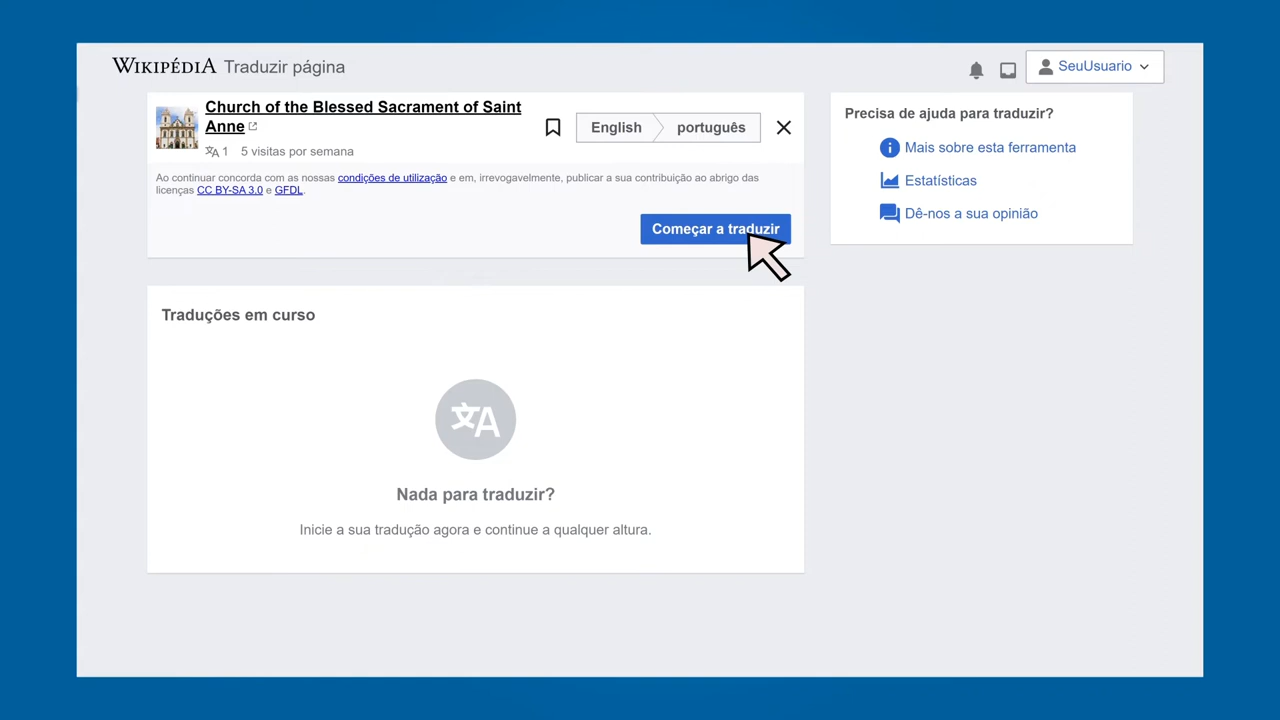 WIKIPÉDIA Traduzir página
SeuUsuario
Church of the Blessed Sacrament of Saint
Anne
English
português
1 5 visitas por semana
Ao continuar concorda com as nossas condições de utilização e em, irrevogavelmente, publicar a sua contribuição ao abrigo das
licenças CC BY-SA 3.0 e GFDL.
Começar a traduzir
Precisa de ajuda para traduzir?
Mais sobre esta ferramenta
Estatísticas
Dê-nos a sua opinião
Traduções em curso
文A
Nada para traduzir?
Inicie a sua tradução agora e continue a qualquer altura.